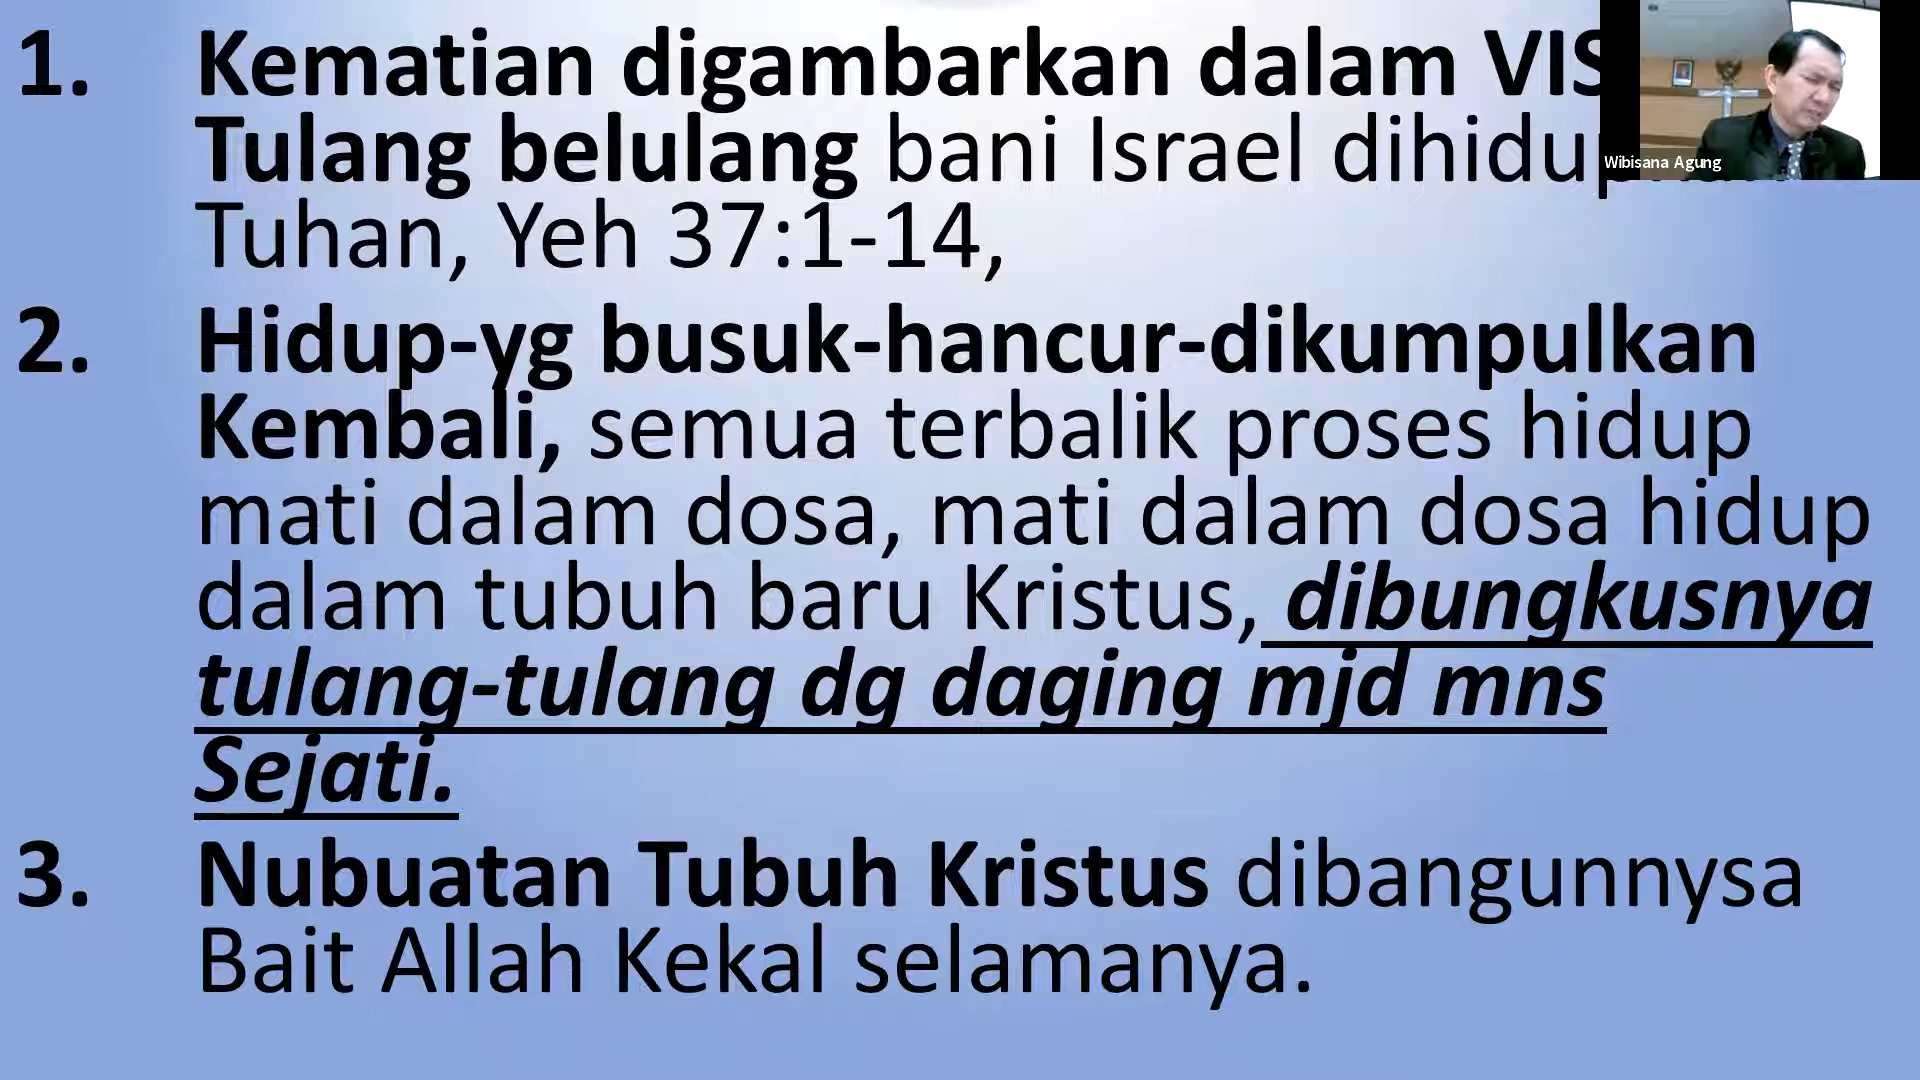 1. Kematian digambarkan dalam
Tulang belulang bani Israel
Tuhan, Yeh 37:1-14,
2. Hidup-yg busuk-hancur-dikumpulkan
Kembali, semua terbalik proses hidup
mati dalam dosa, mati dalam dosa hidup
dalam tubuh baru Kristus, dibungkusnya
tulang-tulang dg daging mjd mns
Sejati.
3. Nubuatan Tubuh Kristus dibangunnysa
Bait Allah Kekal selamanya.
Wibisana Agung